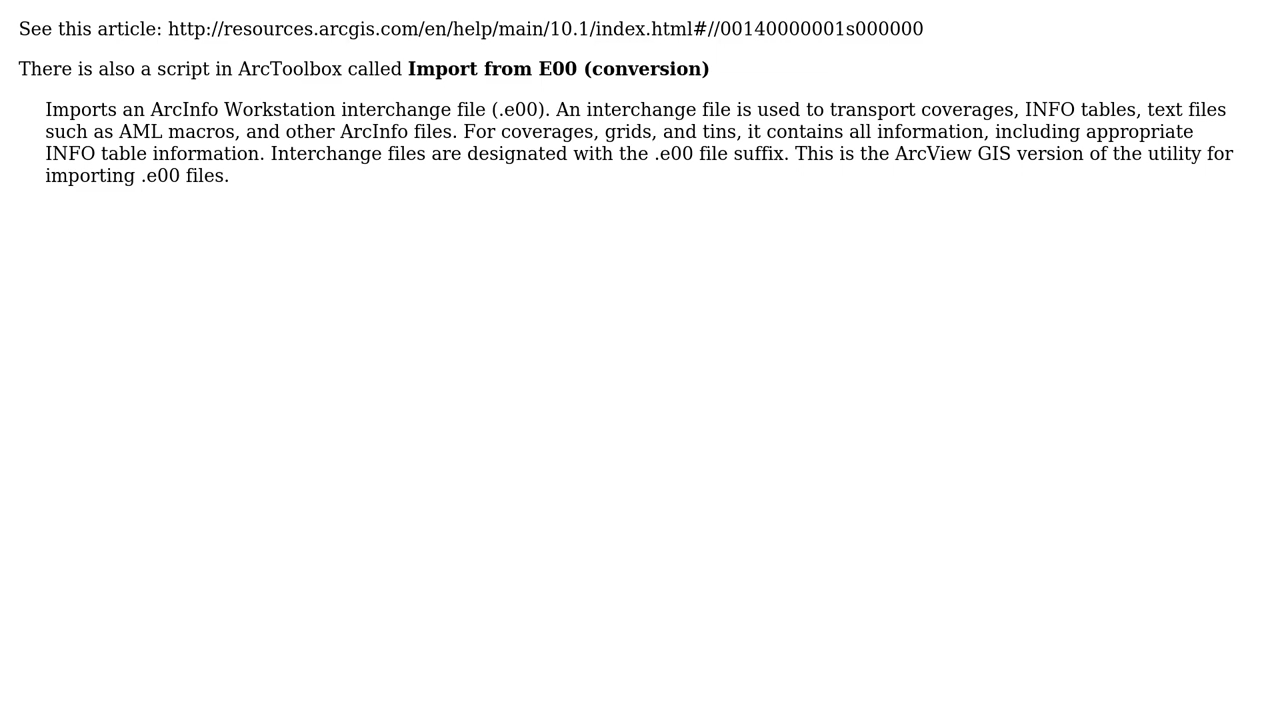 See this article: http://resources.arcgis.com/en/help/main/10.1/index.html#//00140000001s000000
There is also a script in ArcToolbox called Import from E00 (conversion)
Imports an ArcInfo Workstation interchange file (.e00). An interchange file is used to transport coverages, INFO tables, text files
such as AML macros, and other ArcInfo files. For coverages, grids, and tins, it contains all information, including appropriate
INFO table information. Interchange files are designated with the .e00 file suffix. This is the ArcView GIS version of the utility for
importing .e00 files.